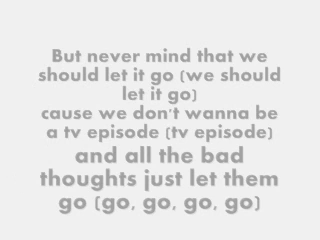 But never mind that we
should let it go (we should
let it go)
cause we don't wanna be
a tv episode (tv episode)
and all the bad
thoughts just let them
go (go, go, go, go)